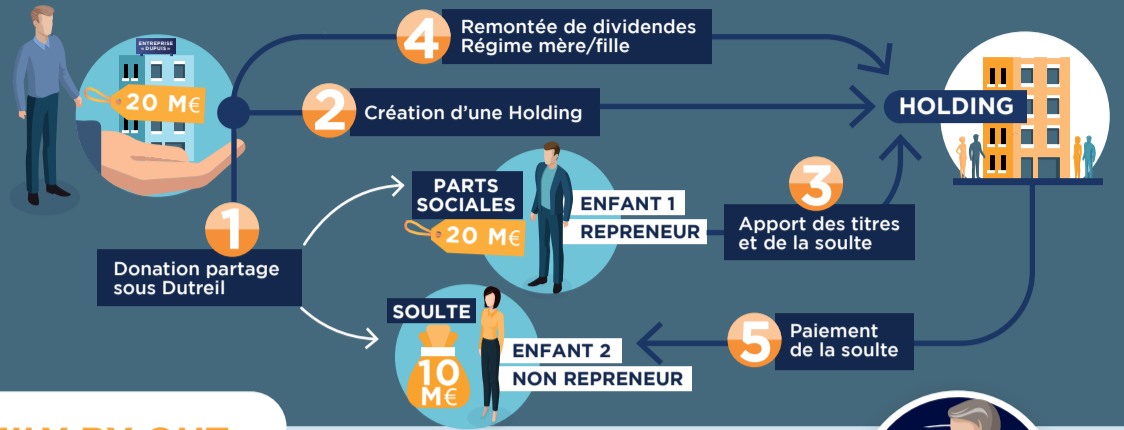 ENTREPRISE
« DUPUIS »
20 M€
4
Remontée de dividendes
Régime mère/fille
2
Création d'une Holding
HOLDING
1
Donation partage
sous Dutreil
PARTS
SOCIALES
20 M€
ENFANT 1
REPRENEUR
3
Apport des titres
et de la soulte
SOULTE
10
M€
ENFANT 2
NON REPRENEUR
5
Paiement
de la soulte
BY OUT